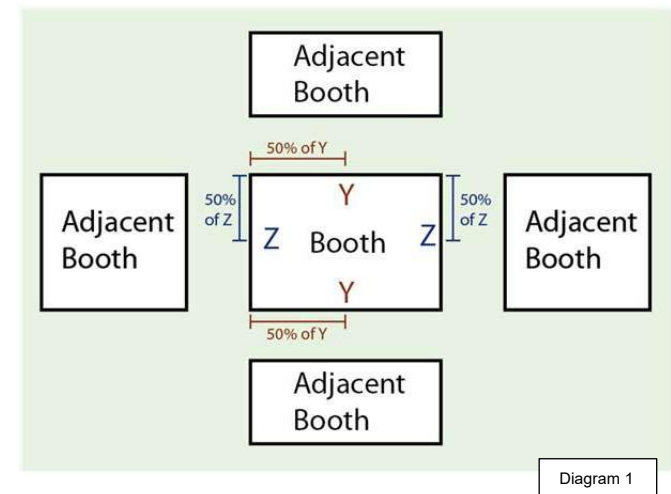 Adjacent
Booth
50% of Y
Adjacent
Booth
50%
of Z
Y
Z
Booth
Z
Y
50%
of Z
Adjacent
Booth
50% of Y
Adjacent
Booth
Diagram 1